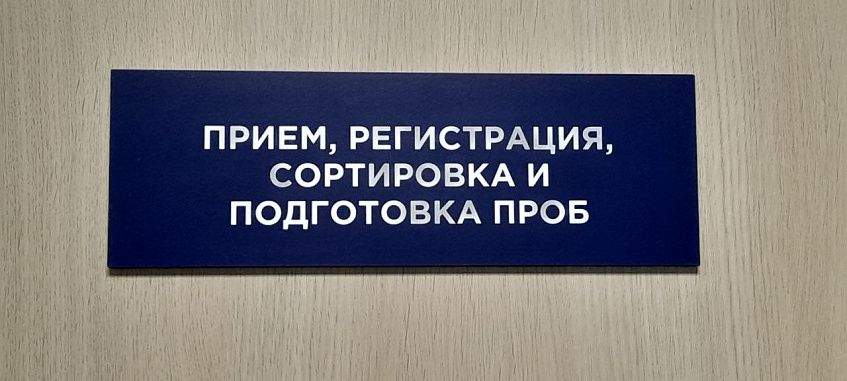 ПРИЕМ, РЕГИСТРАЦИЯ,
СОРТИРОВКА И
ПОДГОТОВКА ПРОБ